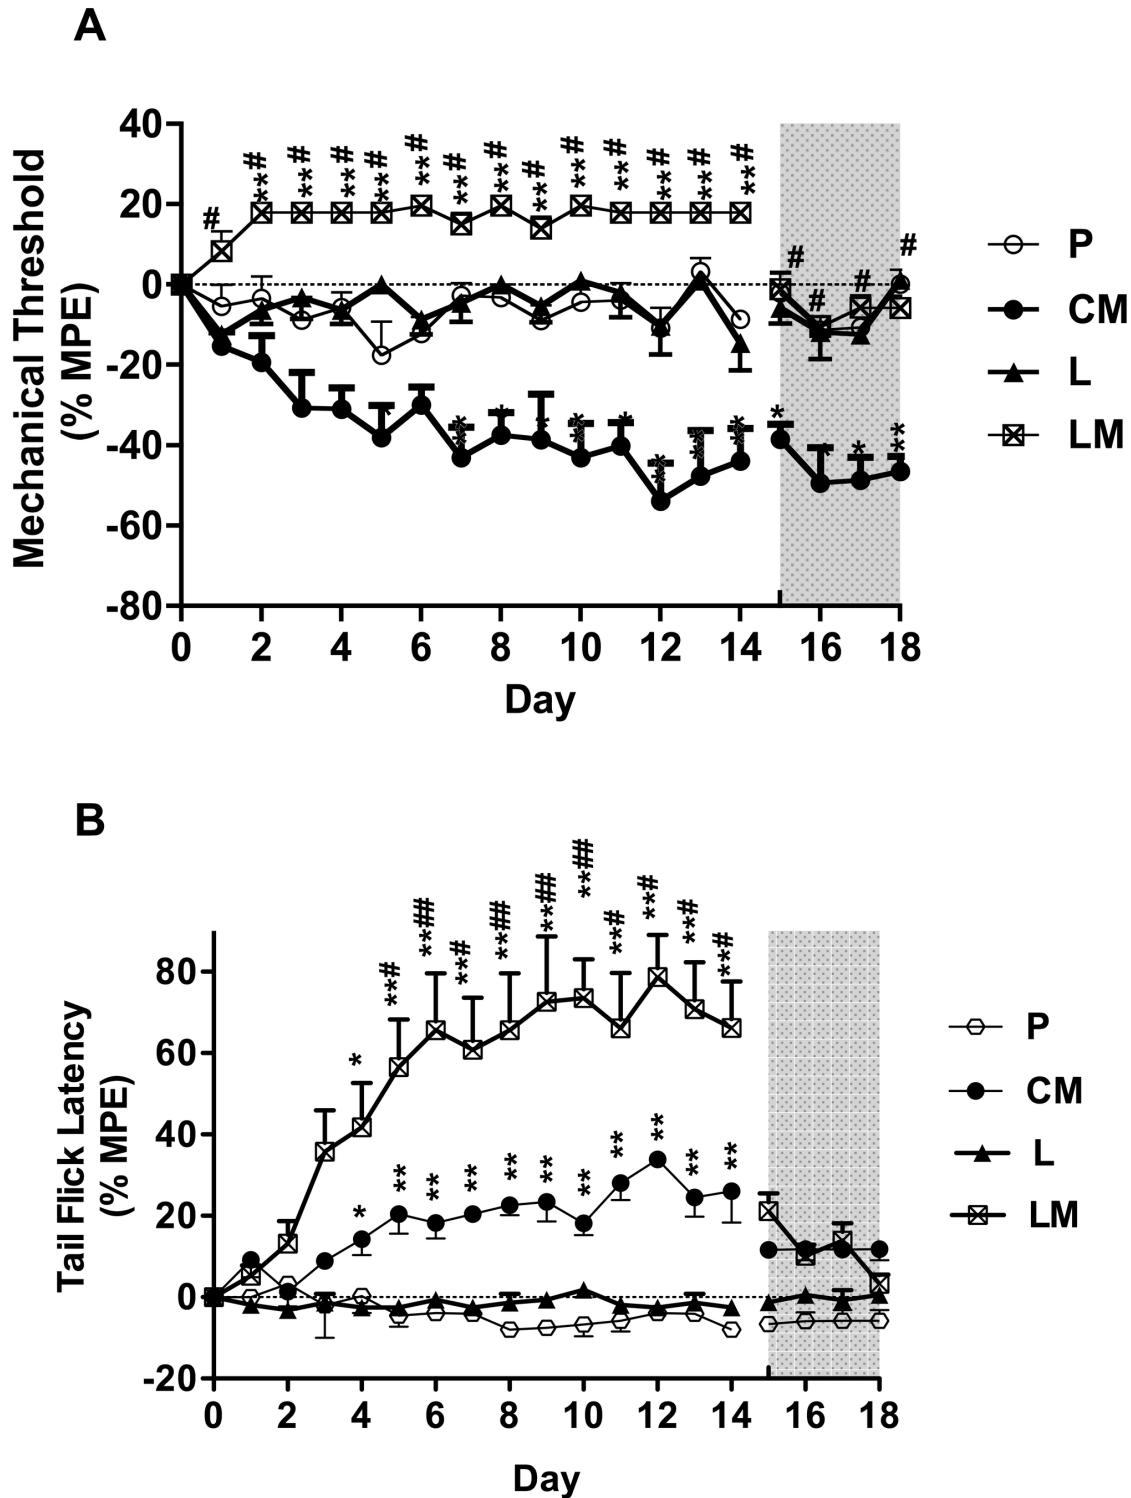 A
Mechanical Threshold
(% MPE)
40
20
0
-20
-40
-60
-80
# ***# ***# ***# ***# ***# ***# ***# ***# ***# ***# ***# ***# ***#
# # # #
* * * **
0 2 4 6 8 10 12 14 16 18
Day
P
CM
L
LM
B
Tail Flick Latency
(% MPE)
80
60
40
20
0
-20
* ***# **## ***# **## **## **## ***# ***# ***# ***#
* ** ** ** ** ** ** ** ** ** **
0 2 4 6 8 10 12 14 16 18
Day
P
CM
L
LM